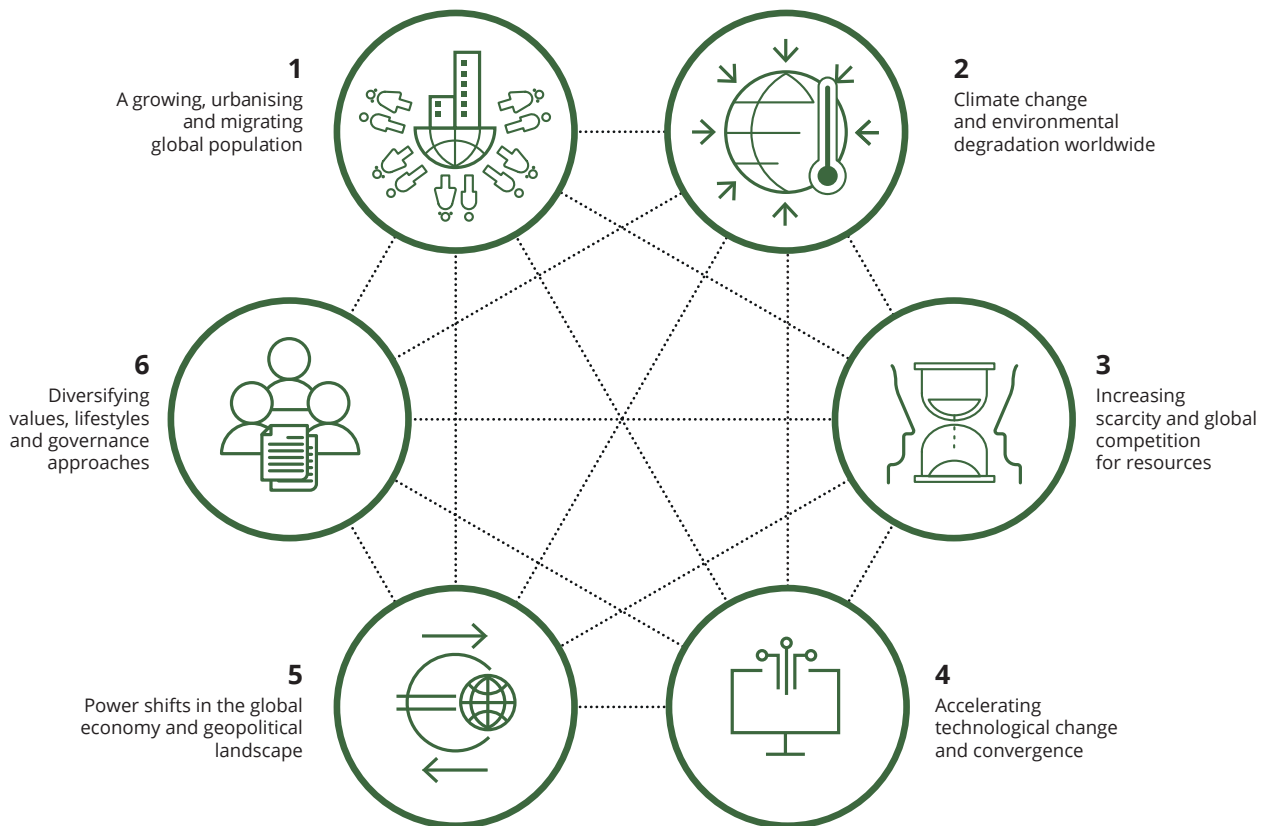 1
A growing, urbanising
and migrating
global population
2
Climate change
and environmental
degradation worldwide
3
Increasing
scarcity and global
competition
for resources
4
Accelerating
technological change
and convergence
5
Power shifts in the global
economy and geopolitical
landscape
6
Diversifying
values, lifestyles
and governance
approaches